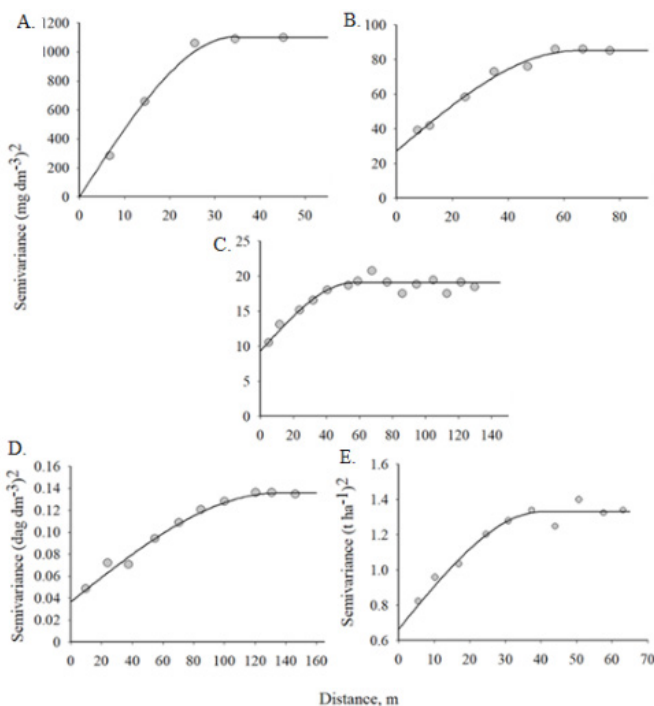 A.
1200
1000
800
600
400
200
0
0 10 20 30 40 50
B.
100
80
60
40
20
0
0 20 40 60 80
Semivariance (mg dm⁻³)2
C.
25
20
15
10
5
0
0 20 40 60 80 100 120 140
D.
0.16
0.14
0.12
0.10
0.08
0.06
0.04
0.02
0
0 20 40 60 80 100 120 140 160
Semivariance (dag dm⁻³)2
E.
1.6
1.4
1.2
1.0
0.8
0.6
0 10 20 30 40 50 60 70
Semivariance (t ha⁻¹)2
Distance, m